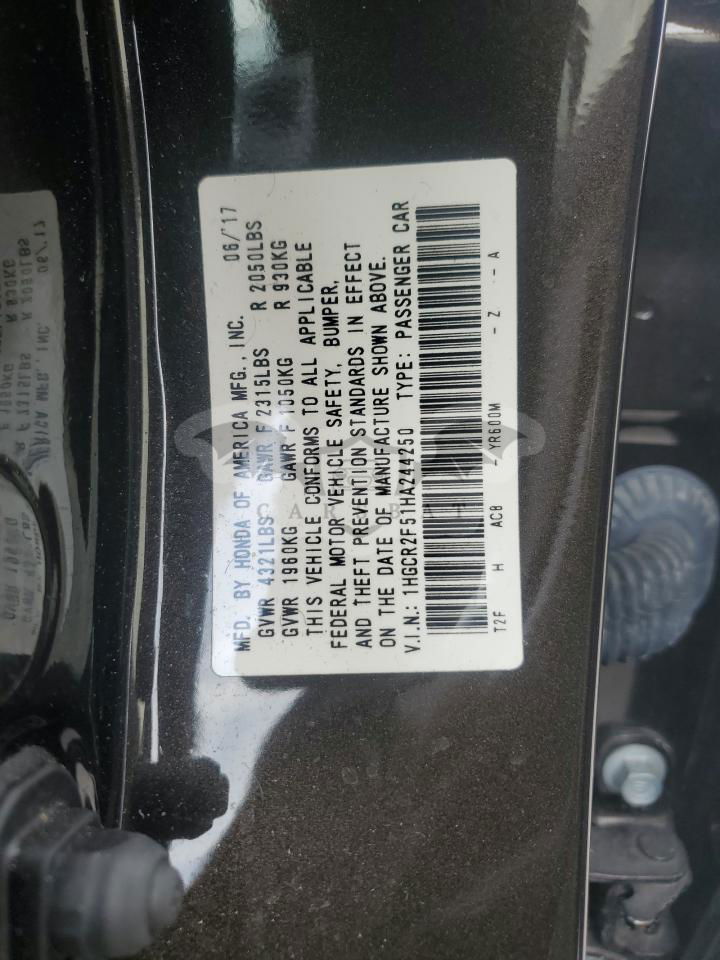 MFD. BY HONDA OF AMERICA MFG., INC. 06/'17
GVWR 4321LBS GAWR F 2315LBS R 2050LBS
GVWR 1960KG GAWR F 1050KG R 930KG
THIS VEHICLE CONFORMS TO ALL APPLICABLE
FEDERAL MOTOR VEHICLE SAFETY, BUMPER,
AND THEFT PREVENTION STANDARDS IN EFFECT
ON THE DATE OF MANUFACTURE SHOWN ABOVE.
V.I.N.: 1HGCR2F51HA244250 TYPE: PASSENGER CAR
T2F H AC8 - YR600M - Z - A